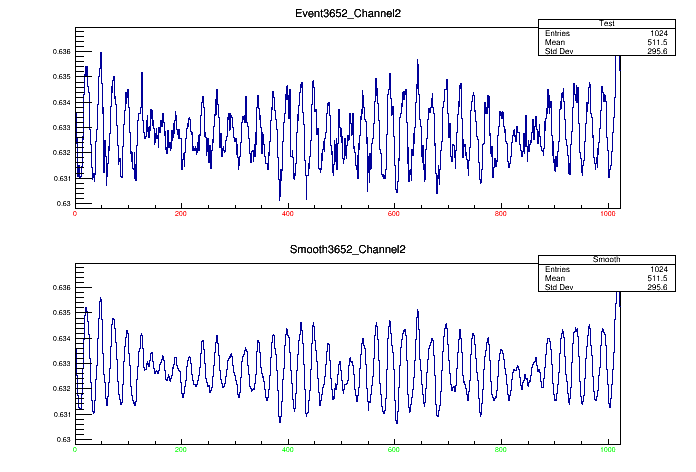 Event3652_Channel2
Test
Entries 1024
Mean 511.5
Std Dev 295.6
0.636
0.635
0.634
0.633
0.632
0.631
0.63
0 200 400 600 800 1000
Smooth3652_Channel2
Smooth
Entries 1024
Mean 511.5
Std Dev 295.6
0.636
0.635
0.634
0.633
0.632
0.631
0.63
0 200 400 600 800 1000